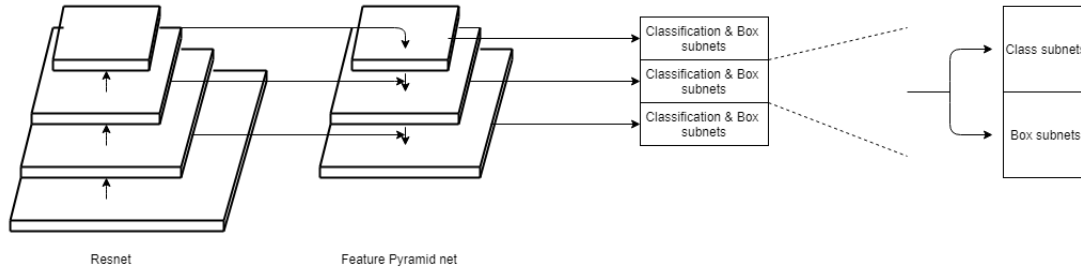 Classification & Box
subnets
Classification & Box
subnets
Classification & Box
subnets
Class subnets
Box subnets
Resnet
Feature Pyramid net